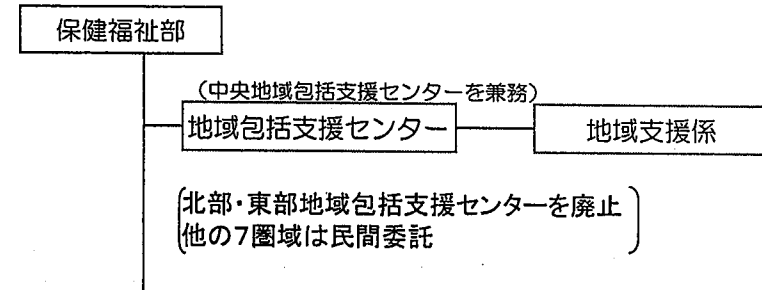 保健福祉部
（中央地域包括支援センターを兼務）
地域包括支援センター
地域支援係
北部・東部地域包括支援センターを廃止
他の7圏域は民間委託